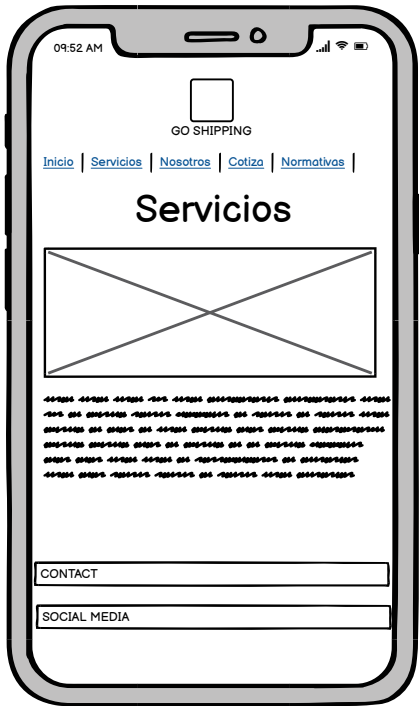 09:52 AM
GO SHIPPING
Inicio | Servicios | Nosotros | Cotiza | Normativas |
Servicios
CONTACT
SOCIAL MEDIA